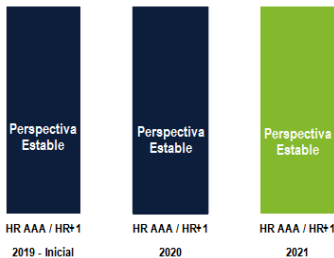 Perspectiva
Estable
Perspectiva
Estable
Perspectiva
Estable
HR AAA / HR+1
HR AAA / HR+1
HR AAA / HR+1
2019 - Inicial
2020
2021